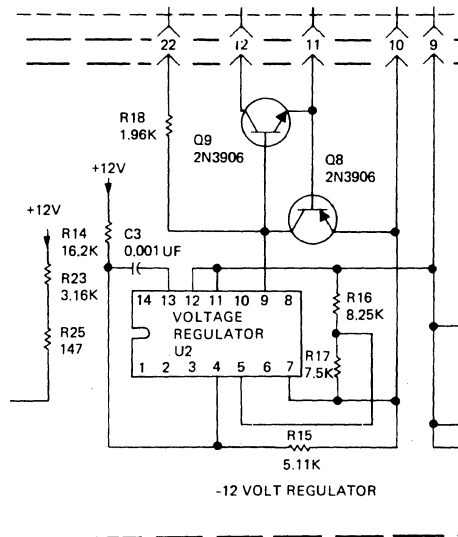 22 12 11 10 9
R18
1.96K
Q9
2N3906
Q8
2N3906
+12V
+12V
R14
16.2K
C3
0.001 UF
R23
3.16K
R25
147
14 13 12 11 10 9 8
VOLTAGE
REGULATOR
U2
1 2 3 4 5 6 7
R16
8.25K
R17
7.5K
R15
5.11K
-12 VOLT REGULATOR